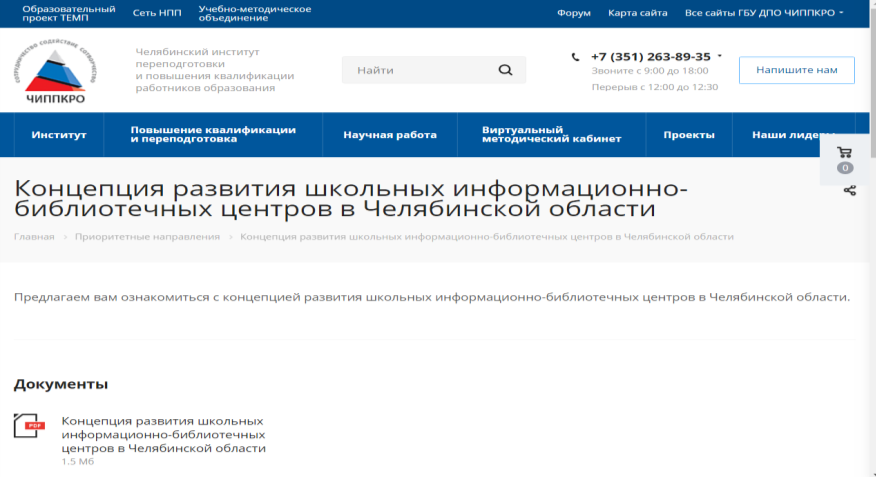 Образовательный
проект ТЕМП
Сеть НПП
Учебно-методическое
объединение
Форум
Карта сайта
Все сайты ГБУ ДПО ЧИППКРО
СОТРУДНИЧЕСТВО СОДЕЙСТВИЕ СОТВОРЧЕСТВО
ЧИППКРО
Челябинский институт
переподготовки
и повышения квалификации
работников образования
Найти
+7 (351) 263-89-35
Звоните с 9:00 до 18:00
Перерыв с 12:00 до 12:30
Напишите нам
Институт
Повышение квалификации
и переподготовка
Научная работа
Виртуальный
методический кабинет
Проекты
Наши лидеры
0
Концепция развития школьных информационно-
библиотечных центров в Челябинской области
Главная > Приоритетные направления > Концепция развития школьных информационно-библиотечных центров в Челябинской области
Предлагаем вам ознакомиться с концепцией развития школьных информационно-библиотечных центров в Челябинской области.
Документы
PDF
Концепция развития школьных
информационно-библиотечных
центров в Челябинской области
1.5 Мб